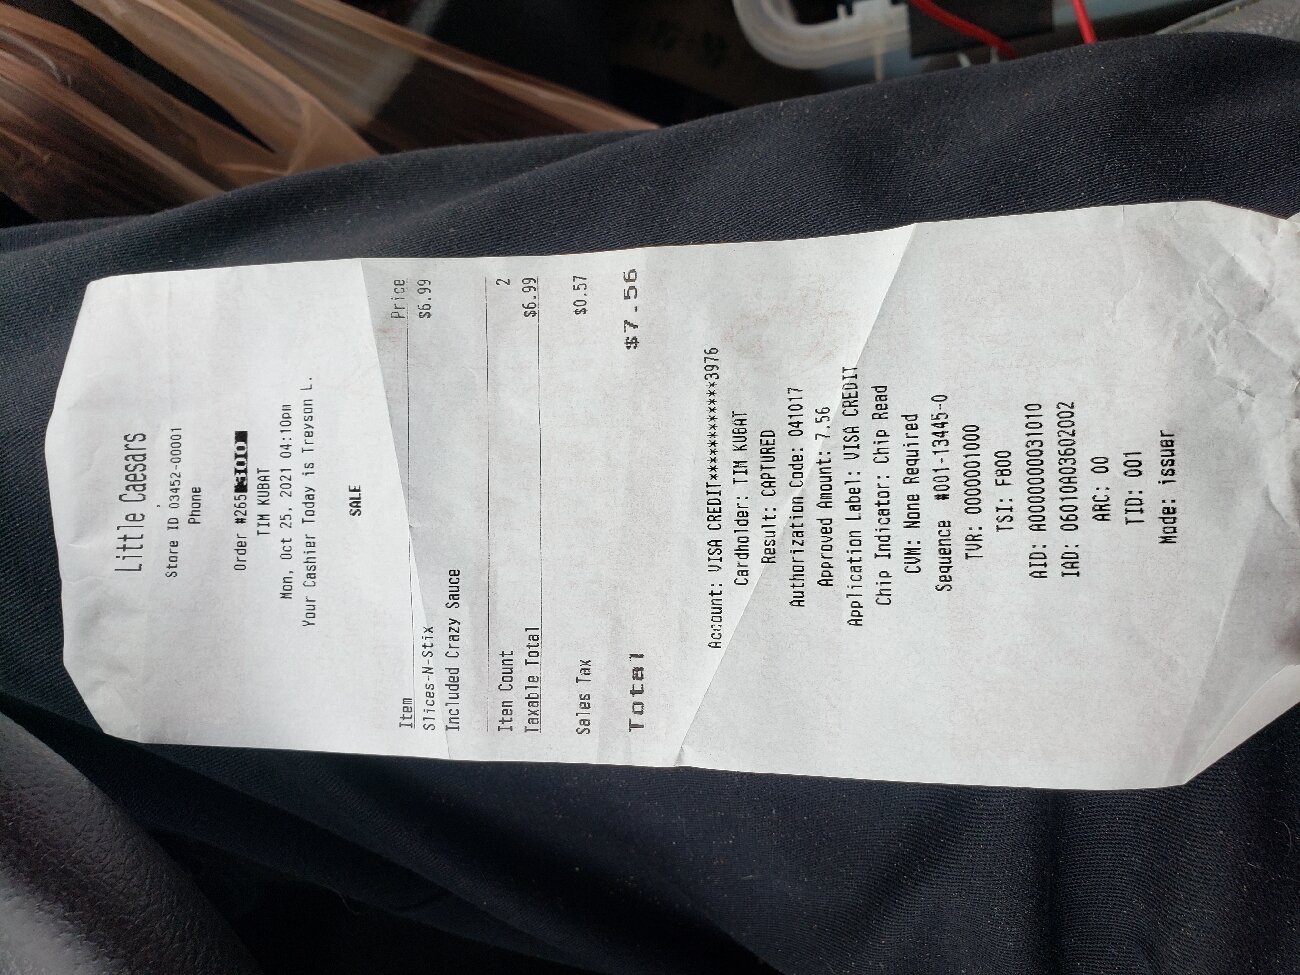 Little Caesars
Store ID 03452-00001
Phone
Order #265300
TIM KUBAT
Mon, Oct 25, 2021 04:10pm
Your Cashier Today is Treyson L.
SALE
Item Price
Slices-N-Stix $6.99
Included Crazy Sauce
Item Count 2
Taxable Total $6.99
Sales Tax $0.57
Total $7.56
Account: VISA CREDIT************3976
Cardholder: TIM KUBAT
Result: CAPTURED
Authorization Code: 041017
Approved Amount: 7.56
Application Label: VISA CREDIT
Chip Indicator: Chip Read
CVM: None Required
Sequence #001-13445-0
TVR: 0000001000
TSI: F800
AID: A0000000031010
IAD: 06010A03602002
ARC: 00
TID: 001
Mode: issuer